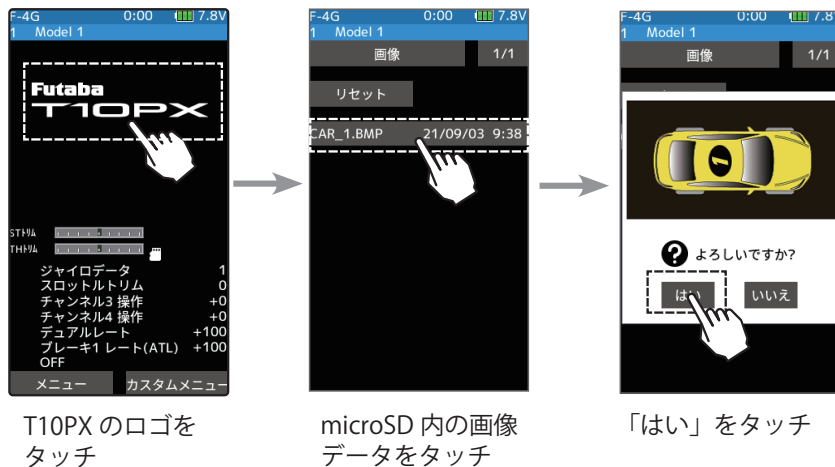 F-4G 0:00 7.8V
1 Model 1
Futaba
T10PX
STﾄﾘﾑ
THﾄﾘﾑ
ジャイロデータ 1
スロットルトリム 0
チャンネル3 操作 +0
チャンネル4 操作 +0
デュアルレート +100
ブレーキ1 レート(ATL) +100
OFF
メニュー カスタムメニュー
T10PX のロゴを
タッチ
F-4G 0:00 7.8V
1 Model 1
画像 1/1
リセット
CAR_1.BMP 21/09/03 9:38
microSD 内の画像
データをタッチ
F-4G 0:00 7.8
1 Model 1
画像 1/1
1
? よろしいですか?
はい いいえ
「はい」をタッチ